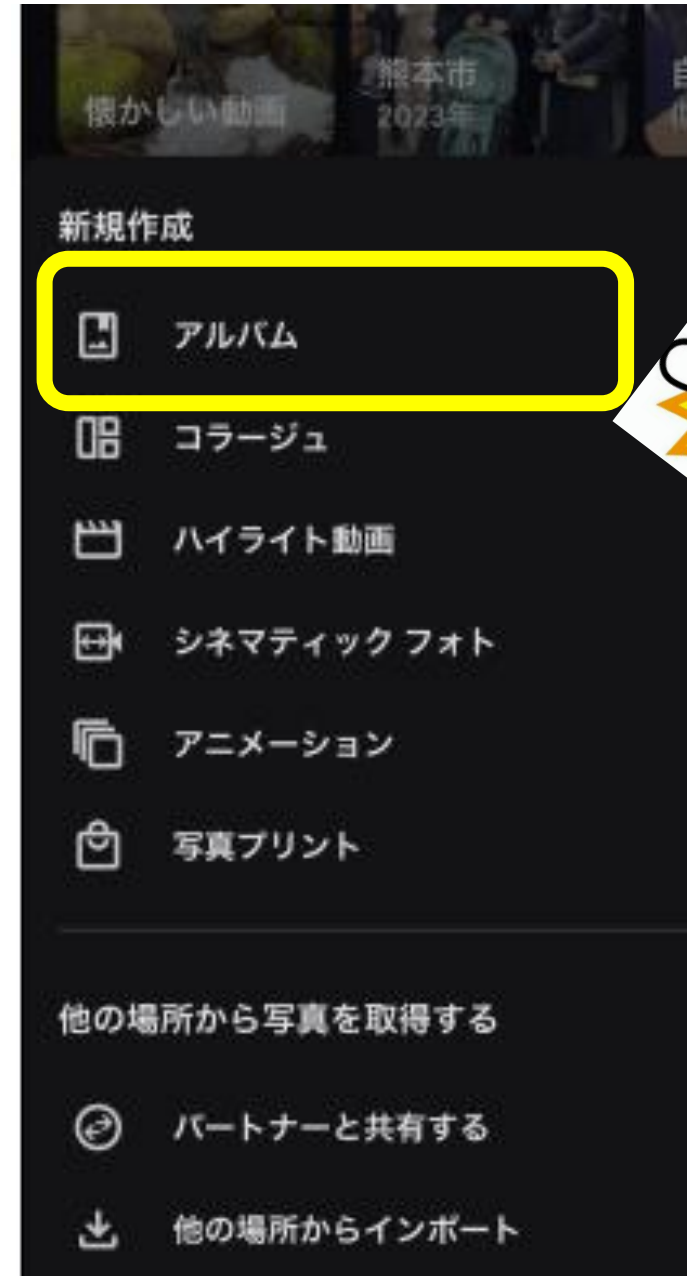 懐かしい動画
熊本市
2023年
新規作成
アルバム
コラージュ
ハイライト動画
シネマティック フォト
アニメーション
写真プリント
他の場所から写真を取得する
パートナーと共有する
他の場所からインポート